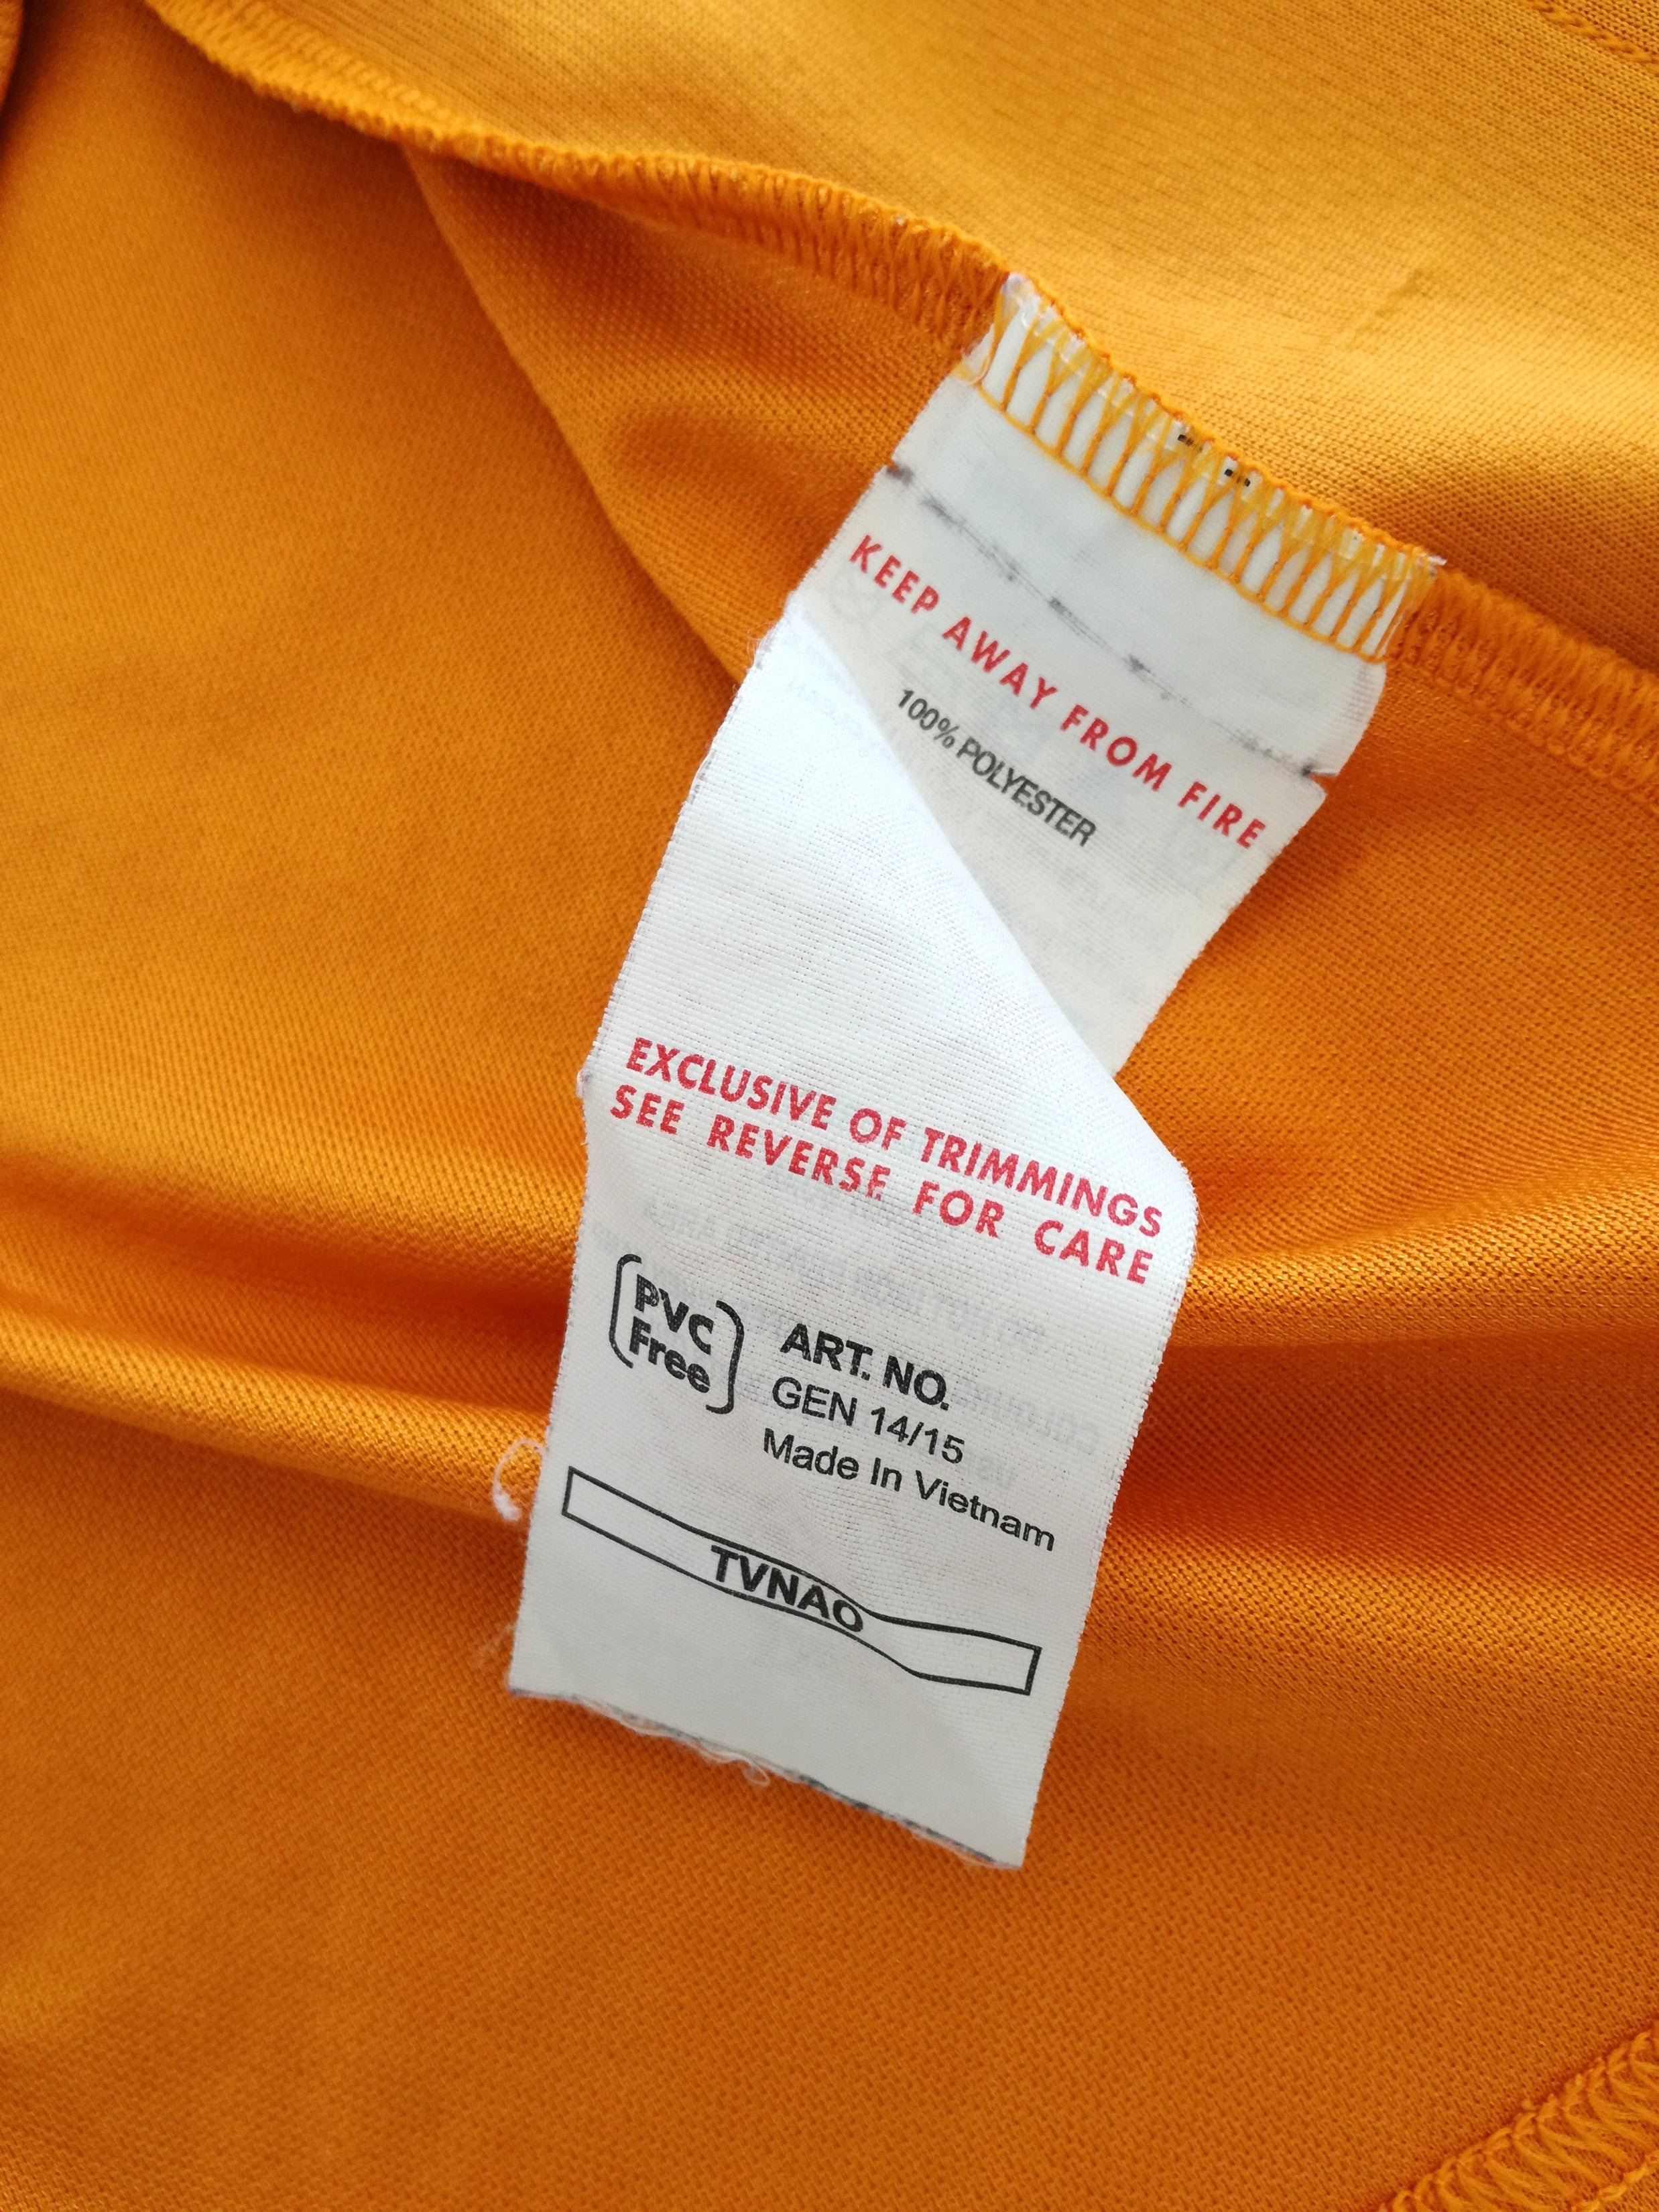 KEEP AWAY FROM FIRE
100% POLYESTER
EXCLUSIVE OF TRIMMINGS
SEE REVERSE FOR CARE
PVC
Free
ART. NO.
GEN 14/15
Made In Vietnam
TVNAO